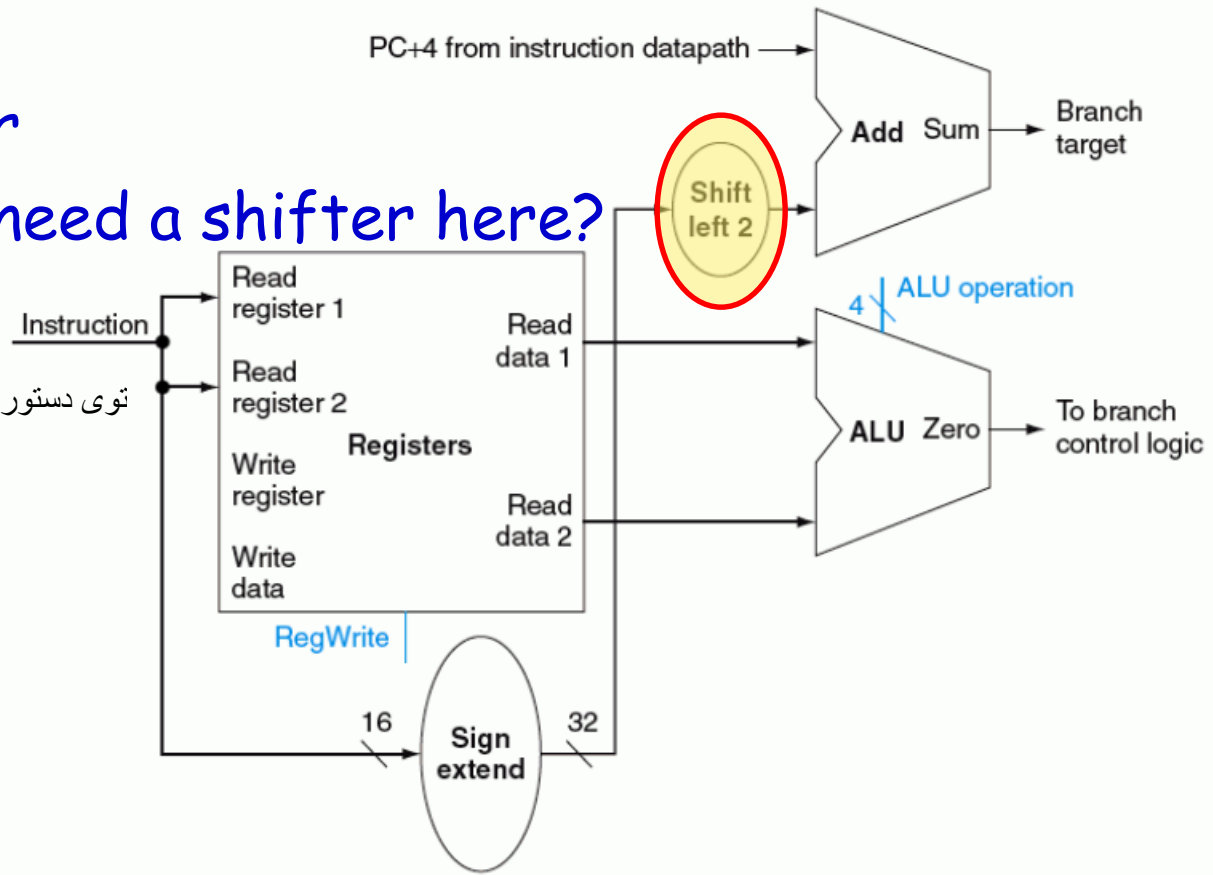 PC+4 from instruction datapath
r
need a shifter here?
Shift
left 2
Add Sum
Branch
target
Instruction
Read
register 1
Read
register 2
Registers
Write
register
Write
data
Read
data 1
Read
data 2
RegWrite
ALU operation
4
ALU Zero
To branch
control logic
توی دستور
16
Sign
extend
32